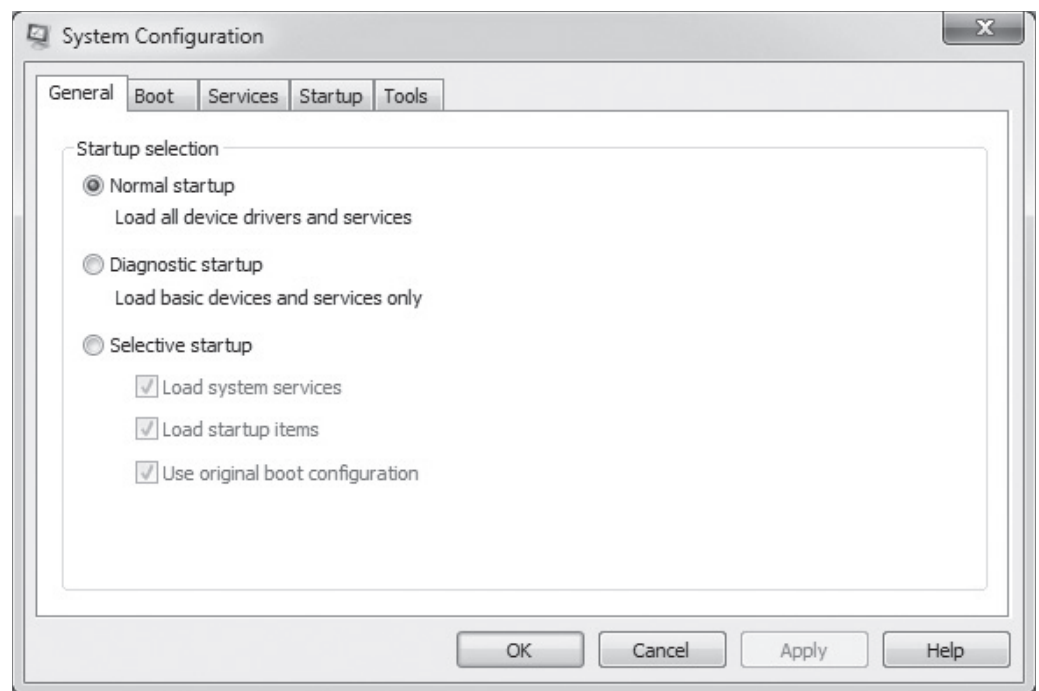 System Configuration
X
General Boot Services Startup Tools
Startup selection
Normal startup
Load all device drivers and services
Diagnostic startup
Load basic devices and services only
Selective startup
Load system services
Load startup items
Use original boot configuration
OK Cancel Apply Help